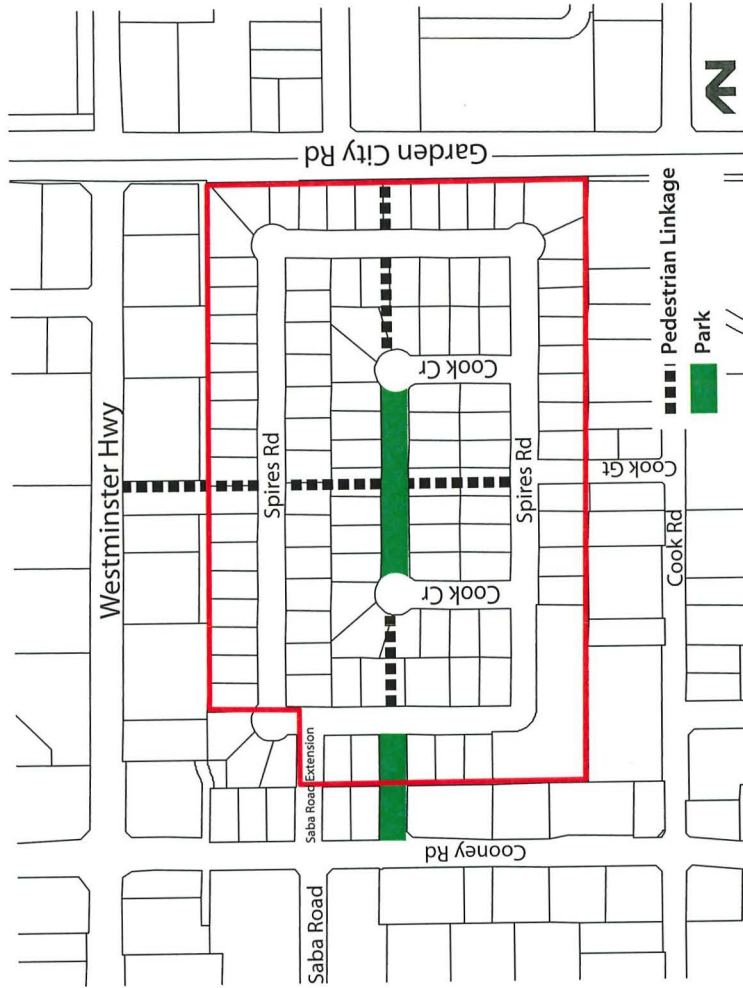 Westminster Hwy
Garden City Rd
Spires Rd
Cook Cr
Cook Cr
Spires Rd
Cook Gt
Cook Rd
Saba Road Extension
Saba Road
Cooney Rd
N
Pedestrian Linkage
Park